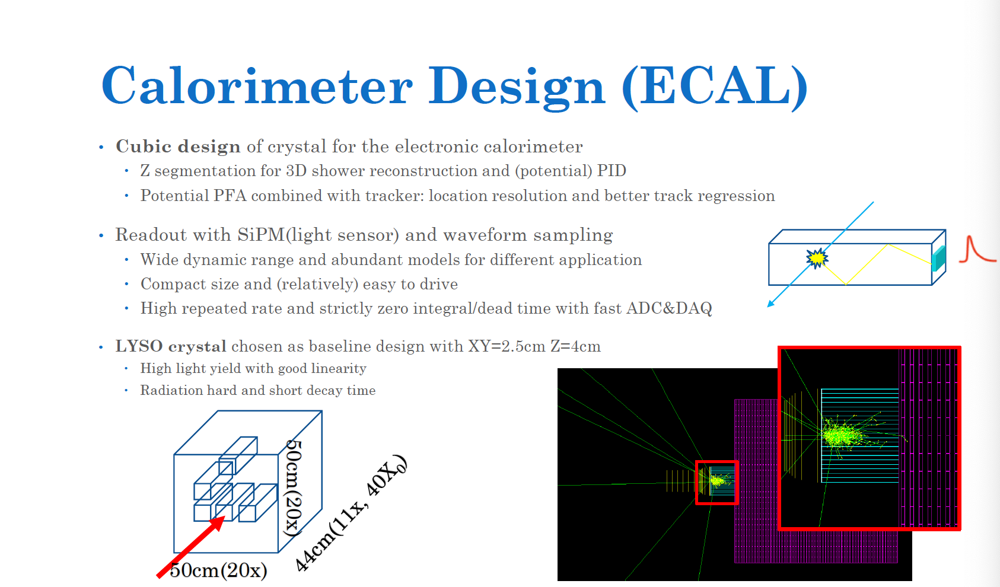 Calorimeter Design (ECAL)
• Cubic design of crystal for the electronic calorimeter
• Z segmentation for 3D shower reconstruction and (potential) PID
• Potential PFA combined with tracker: location resolution and better track regression
• Readout with SiPM(light sensor) and waveform sampling
• Wide dynamic range and abundant models for different application
• Compact size and (relatively) easy to drive
• High repeated rate and strictly zero integral/dead time with fast ADC&DAQ
• LYSO crystal chosen as baseline design with XY=2.5cm Z=4cm
• High light yield with good linearity
• Radiation hard and short decay time
50cm(20x)
44cm(11x, 40X₀)
50cm(20x)